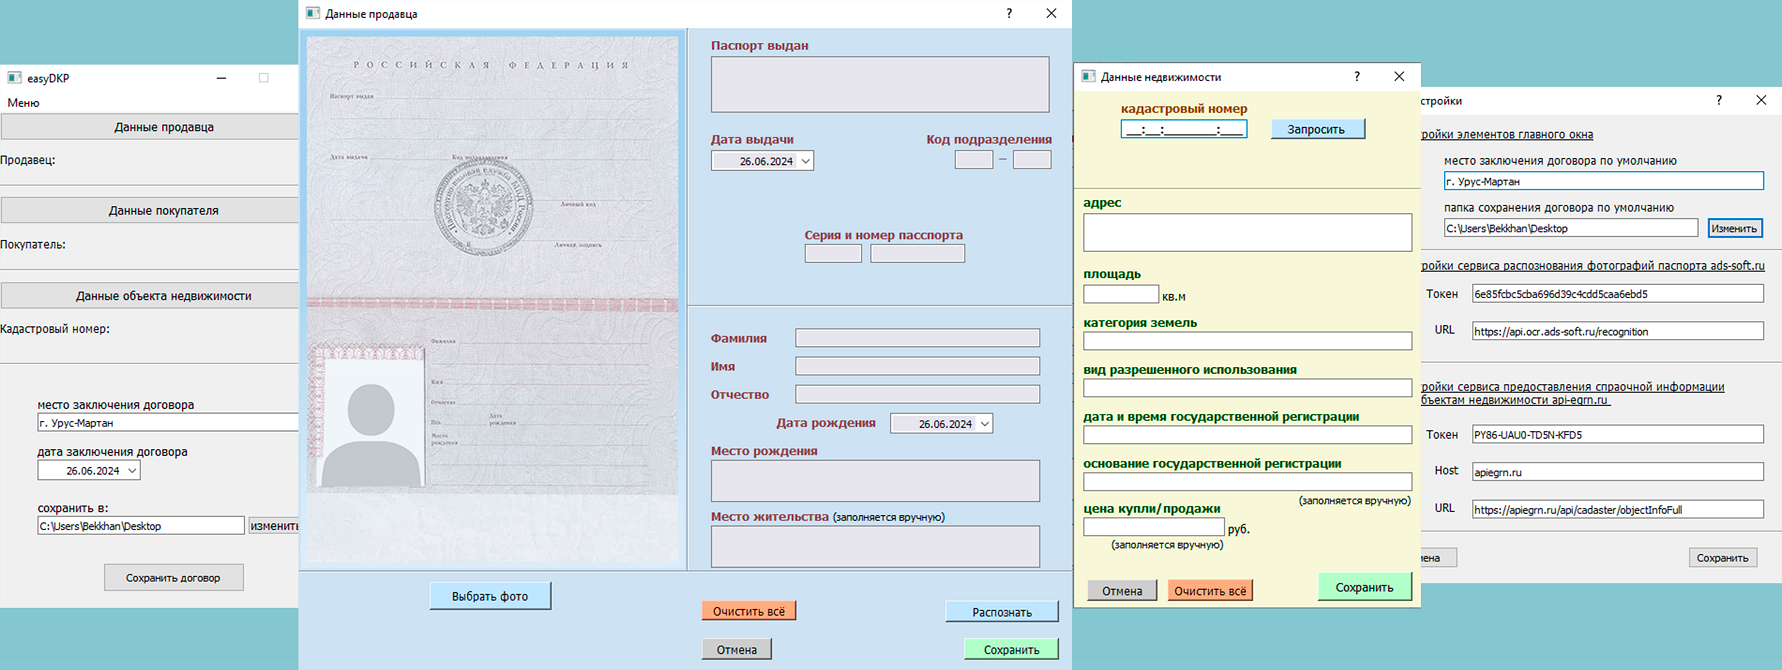 easyDKP
Меню
Данные продавца
Продавец:
Данные покупателя
Покупатель:
Данные объекта недвижимости
Кадастровый номер:
место заключения договора
г. Урус-Мартан
дата заключения договора
26.06.2024
сохранить в:
C:\Users\Bekkhan\Desktop
изменить
Сохранить договор
Данные продавца
РОССИЙСКАЯ ФЕДЕРАЦИЯ
Паспорт выдан
Дата выдачи
Код подразделения
Личный код
Личная подпись
Фамилия
Имя
Отчество
Пол
Дата
рождения
Место
рождения
Выбрать фото
Паспорт выдан
Дата выдачи
Код подразделения
26.06.2024
–
Серия и номер пасспорта
Фамилия
Имя
Отчество
Дата рождения
26.06.2024
Место рождения
Место жительства (заполняется вручную)
Очистить всё
Распознать
Отмена
Сохранить
Данные недвижимости
кадастровый номер
__:__:_______:___
Запросить
адрес
площадь
кв.м
категория земель
вид разрешенного использования
дата и время государственной регистрации
основание государственной регистрации
(заполняется вручную)
цена купли/продажи
руб.
(заполняется вручную)
Отмена
Очистить всё
Сохранить
стройки
ройки элементов главного окна
место заключения договора по умолчанию
г. Урус-Мартан
папка сохранения договора по умолчанию
C:\Users\Bekkhan\Desktop
Изменить
ройки сервиса распознования фотографий паспорта ads-soft.ru
Токен
6e85fcbc5cba696d39c4cdd5caa6ebd5
URL
https://api.ocr.ads-soft.ru/recognition
ройки сервиса предоставления спраочной информации
бъектам недвижимости api-egrn.ru
Токен
PY86-UAU0-TD5N-KFD5
Host
apiegrn.ru
URL
https://apiegrn.ru/api/cadaster/objectInfoFull
мена
Сохранить